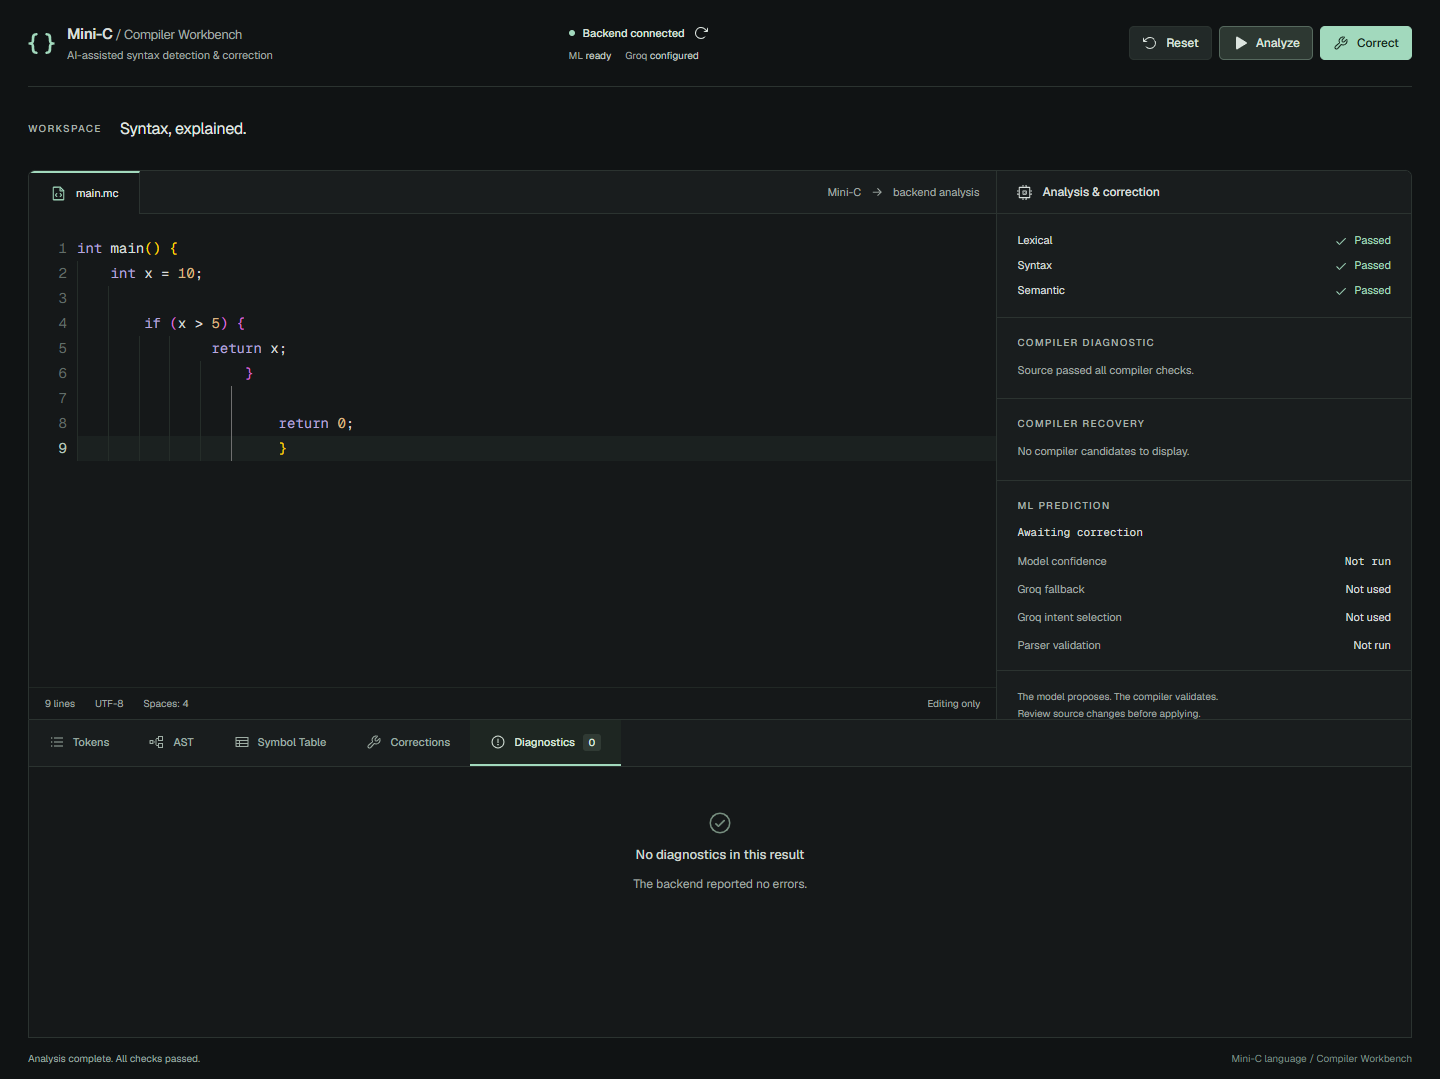 { } Mini-C / Compiler Workbench
AI-assisted syntax detection & correction
Backend connected
ML ready Groq configured
Reset
Analyze
Correct
WORKSPACE Syntax, explained.
main.mc
Mini-C → backend analysis
1 int main() {
2     int x = 10;
3
4         if (x > 5) {
5                 return x;
6                     }
7
8                         return 0;
9                         }
9 lines UTF-8 Spaces: 4
Editing only
Analysis & correction
Lexical Passed
Syntax Passed
Semantic Passed
COMPILER DIAGNOSTIC
Source passed all compiler checks.
COMPILER RECOVERY
No compiler candidates to display.
ML PREDICTION
Awaiting correction
Model confidence Not run
Groq fallback Not used
Groq intent selection Not used
Parser validation Not run
The model proposes. The compiler validates.
Review source changes before applying.
Tokens
AST
Symbol Table
Corrections
Diagnostics 0
No diagnostics in this result
The backend reported no errors.
Analysis complete. All checks passed.
Mini-C language / Compiler Workbench